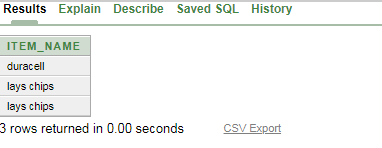 Results Explain Describe Saved SQL History
ITEM_NAME
duracell
lays chips
lays chips
3 rows returned in 0.00 seconds CSV Export